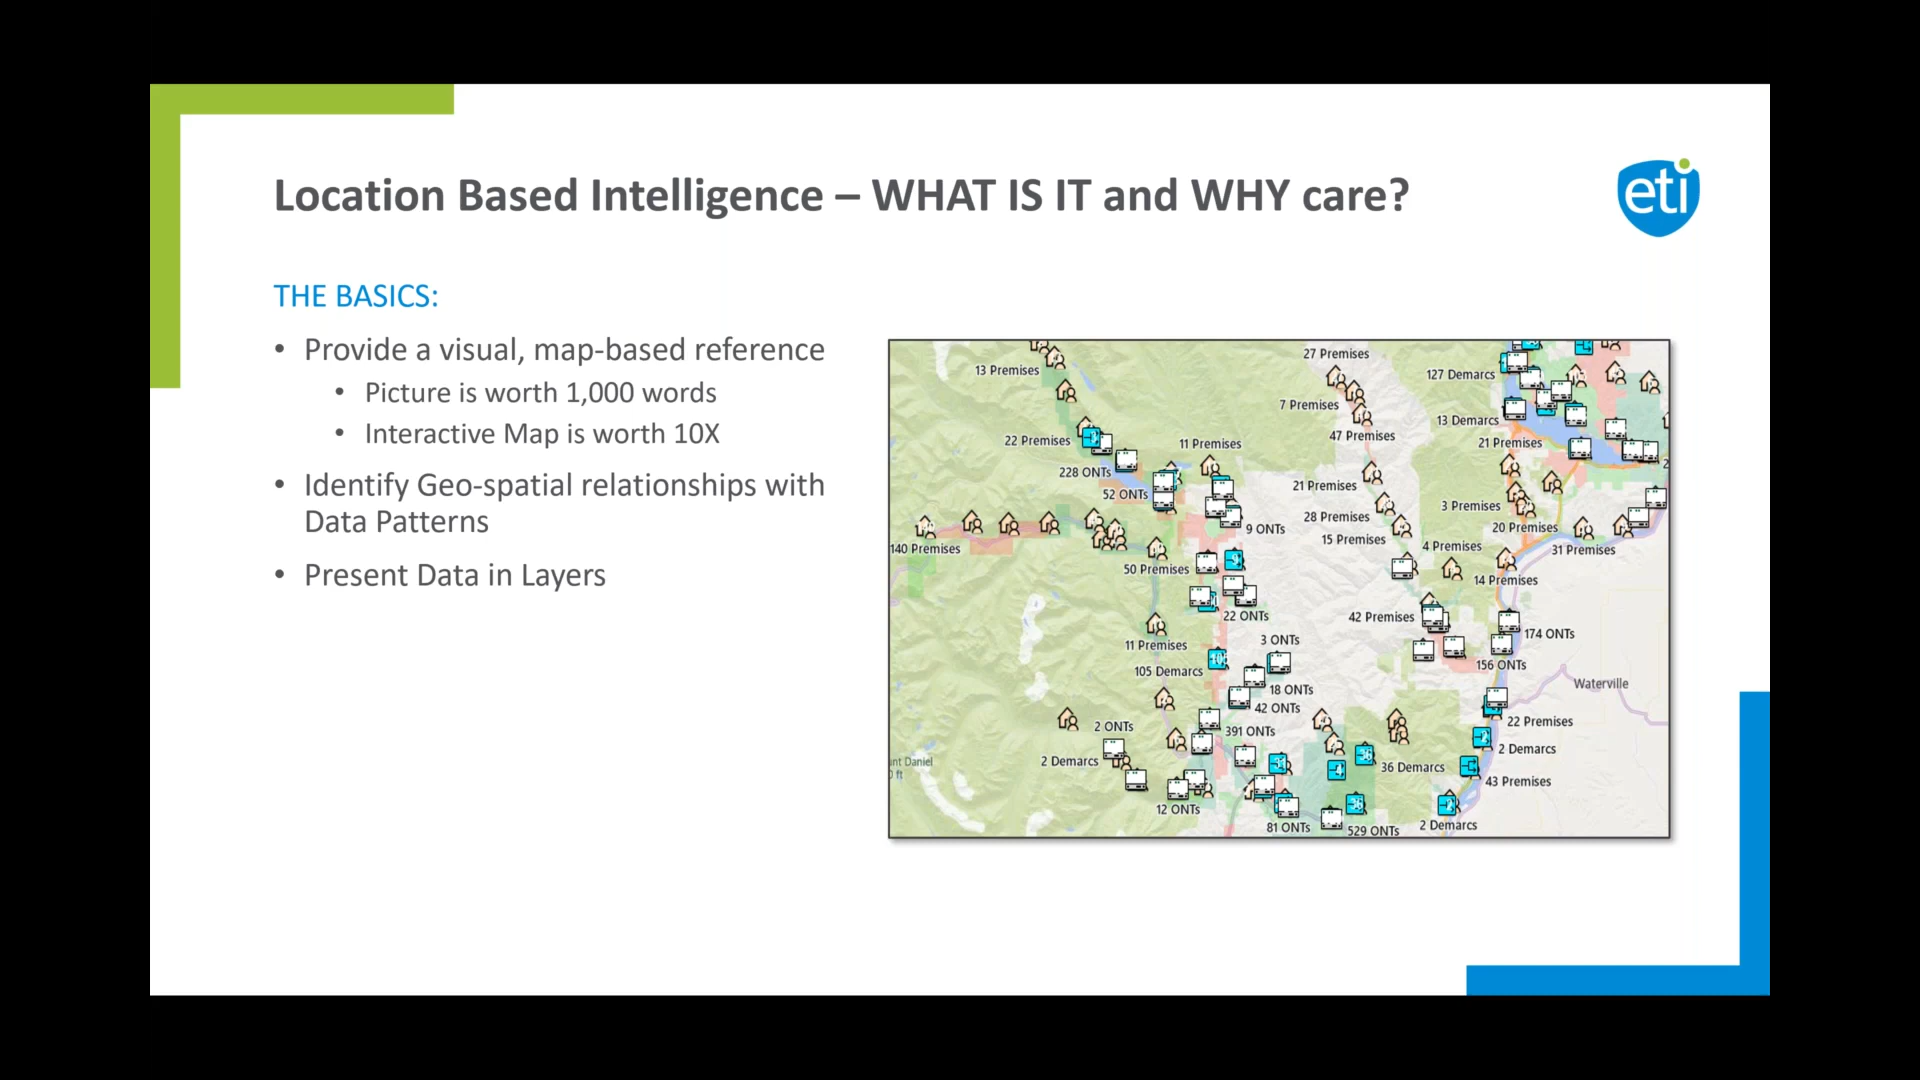 Location Based Intelligence – WHAT IS IT and WHY care?
eti
THE BASICS:
• Provide a visual, map-based reference
• Picture is worth 1,000 words
• Interactive Map is worth 10X
• Identify Geo-spatial relationships with
Data Patterns
• Present Data in Layers
27 Premises
13 Premises
127 Demarcs
7 Premises
13 Demarcs
47 Premises
22 Premises
11 Premises
21 Premises
228 ONTs
21 Premises
52 ONTs
3 Premises
28 Premises
9 ONTs
20 Premises
15 Premises
140 Premises
4 Premises
31 Premises
50 Premises
14 Premises
22 ONTs
42 Premises
174 ONTs
3 ONTs
11 Premises
156 ONTs
105 Demarcs
Waterville
18 ONTs
42 ONTs
22 Premises
2 ONTs
391 ONTs
2 Demarcs
2 Demarcs
nt Daniel
36 Demarcs
ft
43 Premises
12 ONTs
81 ONTs
529 ONTs
2 Demarcs